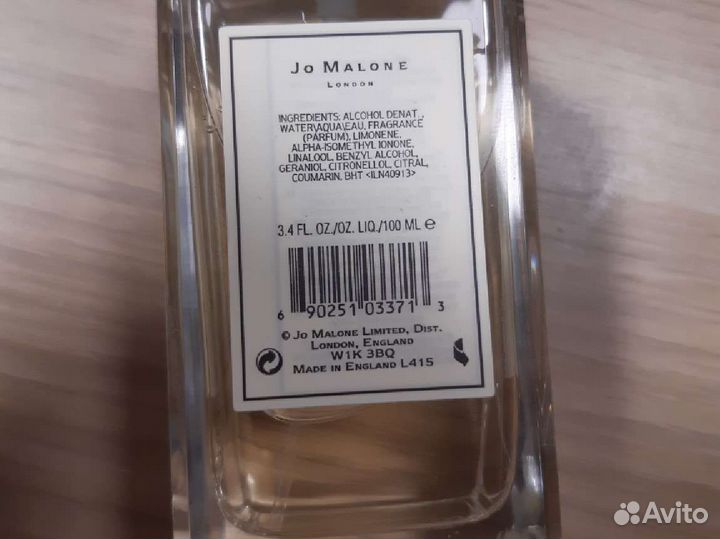 JO MALONE
LONDON
INGREDIENTS: ALCOHOL DENAT.,
WATER\AQUA\EAU, FRAGRANCE
(PARFUM), LIMONENE,
ALPHA-ISOMETHYL IONONE,
LINALOOL, BENZYL ALCOHOL,
GERANIOL, CITRONELLOL, CITRAL,
COUMARIN, BHT <ILN40913>
3.4 FL. OZ./OZ. LIQ./100 ML ℮
6 90251 03371 3
© JO MALONE LIMITED, DIST.
LONDON, ENGLAND
W1K 3BQ
MADE IN ENGLAND L415
Avito